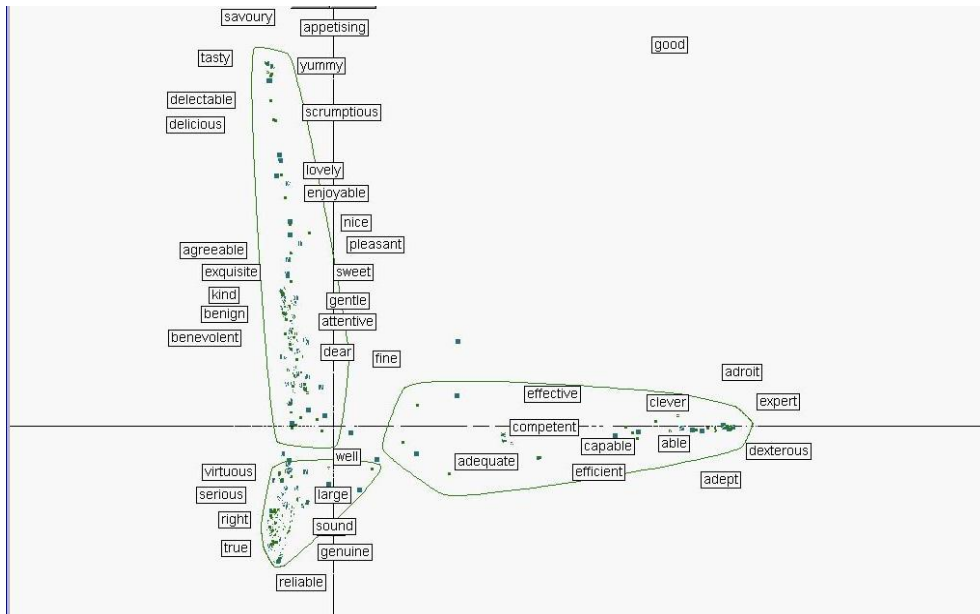 savoury
appetising
good
tasty
yummy
delectable
scrumptious
delicious
lovely
enjoyable
nice
pleasant
agreeable
exquisite
sweet
kind
gentle
benign
attentive
benevolent
dear
fine
adroit
effective
clever
expert
competent
able
capable
dexterous
well
adequate
virtuous
efficient
adept
serious
large
right
sound
true
genuine
reliable